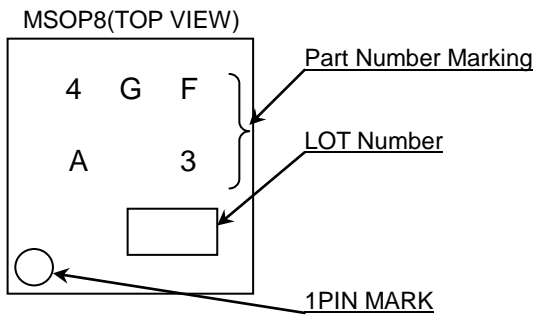 MSOP8(TOP VIEW)
Part Number Marking
4 G F
LOT Number
A 3
1PIN MARK